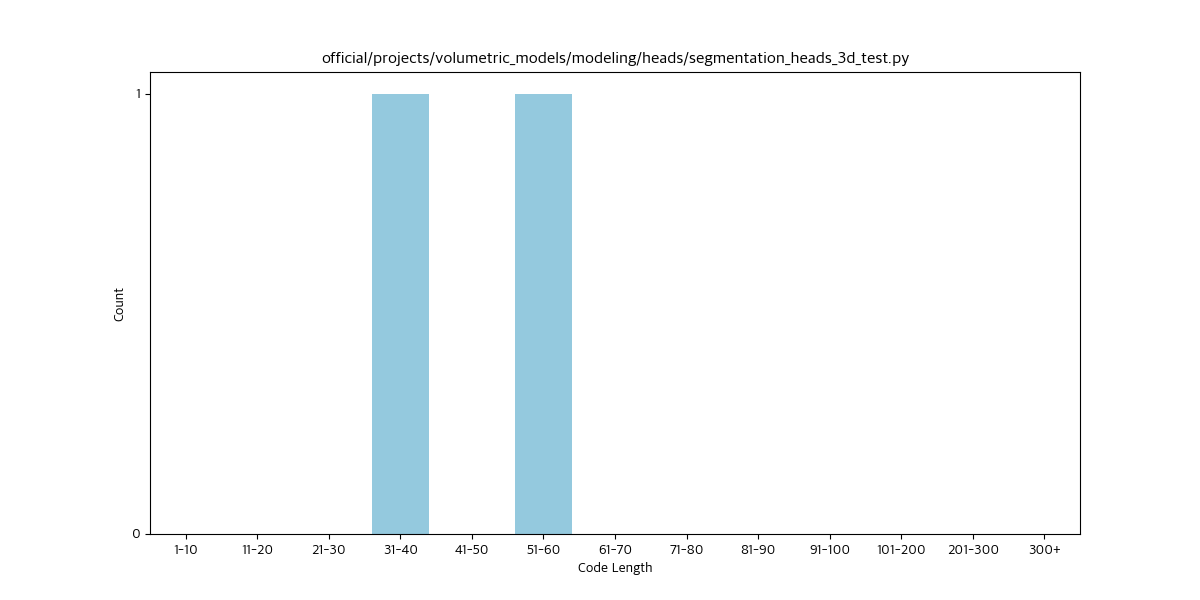 official/projects/volumetric_models/modeling/heads/segmentation_heads_3d_test.py
1
Count
0
1-10 11-20 21-30 31-40 41-50 51-60 61-70 71-80 81-90 91-100 101-200 201-300 300+
Code Length